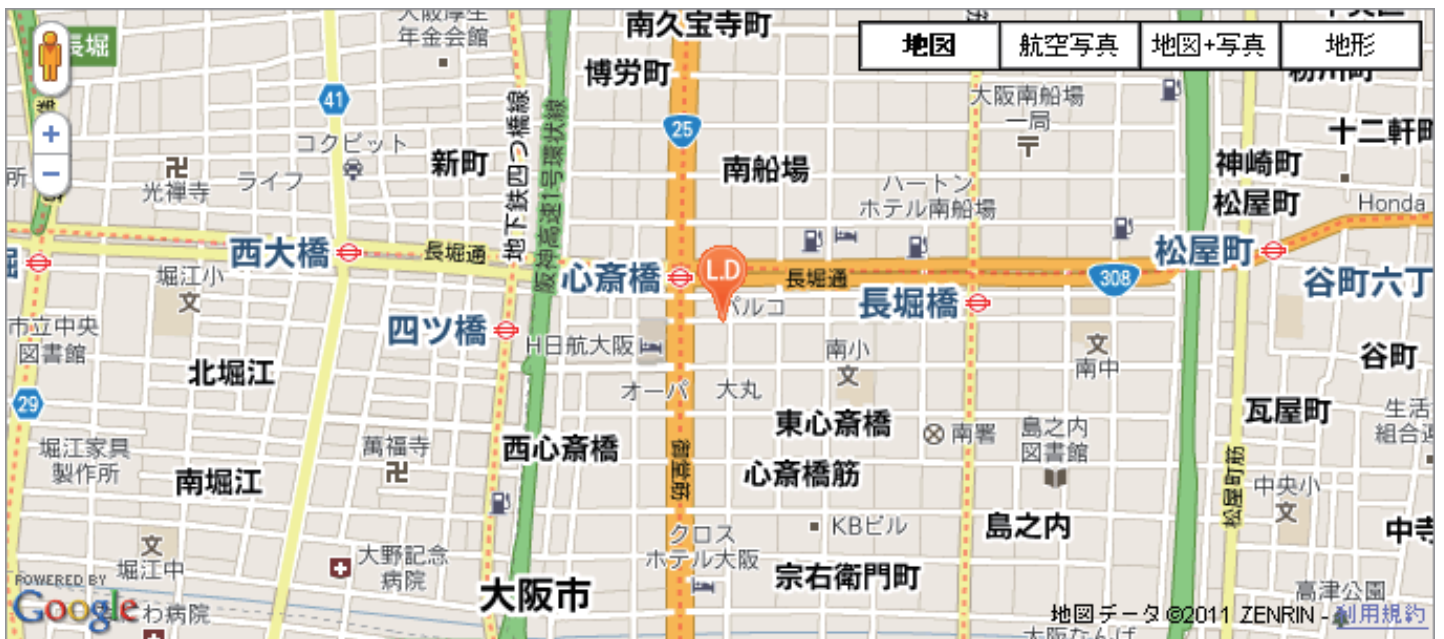 大阪厚生
年金会館
南久宝寺町
地図
航空写真
地図+写真
地形
長堀
博労町
粉川町
41
25
大阪南船場
一局
コクピット
新町
南船場
十二軒町
神崎町
光禅寺
ライフ
ハートン
ホテル南船場
松屋町
Honda
地下鉄四つ橋線
阪神高速1号環状線
西大橋
長堀通
心斎橋
L.D
長堀通
308
松屋町
堀江小
パルコ
長堀橋
谷町六丁
市立中央
図書館
四ツ橋
H日航大阪
南小
南中
谷町
北堀江
オーパ
大丸
29
瓦屋町
生活
組合
東心斎橋
南署
島之内
図書館
堀江家具
製作所
萬福寺
西心斎橋
御堂筋
心斎橋筋
松屋町筋
中央小
南堀江
KBビル
島之内
中寺
クロス
ホテル大阪
堀江中
大野記念
病院
宗右衛門町
大阪市
高津公園
POWERED BY
Google
わ病院
地図データ ©2011 ZENRIN - 利用規約